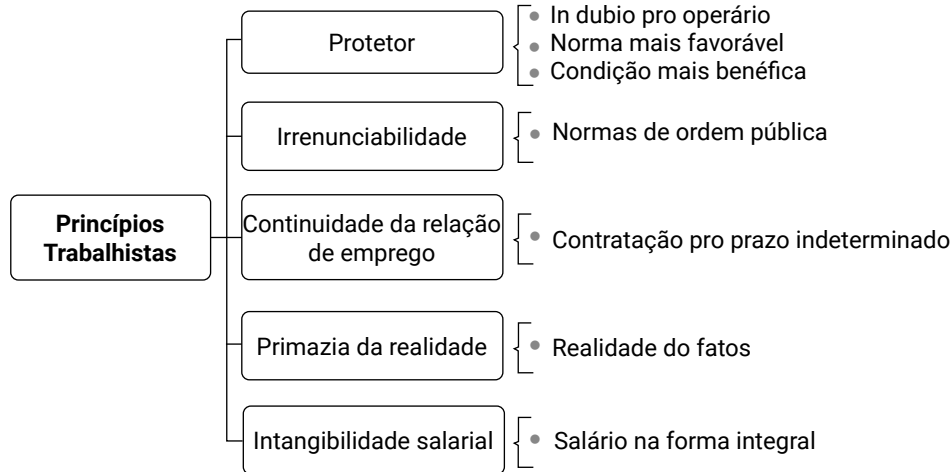 Princípios
Trabalhistas
Protetor
In dubio pro operário
Norma mais favorável
Condição mais benéfica
Irrenunciabilidade
Normas de ordem pública
Continuidade da relação
de emprego
Contratação pro prazo indeterminado
Primazia da realidade
Realidade do fatos
Intangibilidade salarial
Salário na forma integral